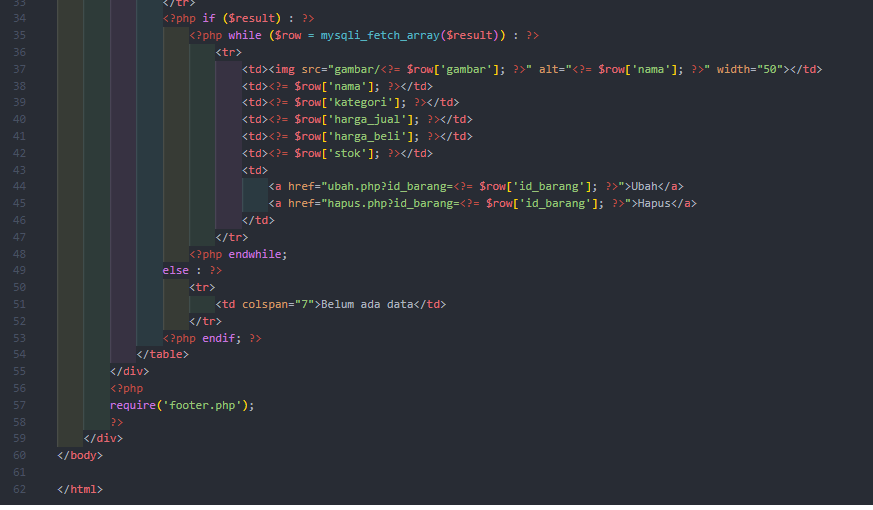 33 </tr>
34 <?php if ($result) : ?>
35 <?php while ($row = mysqli_fetch_array($result)) : ?>
36 <tr>
37 <td><img src="gambar/<?= $row['gambar']; ?>" alt="<?= $row['nama']; ?>" width="50"></td>
38 <td><?= $row['nama']; ?></td>
39 <td><?= $row['kategori']; ?></td>
40 <td><?= $row['harga_jual']; ?></td>
41 <td><?= $row['harga_beli']; ?></td>
42 <td><?= $row['stok']; ?></td>
43 <td>
44 <a href="ubah.php?id_barang=<?= $row['id_barang']; ?>">Ubah</a>
45 <a href="hapus.php?id_barang=<?= $row['id_barang']; ?>">Hapus</a>
46 </td>
47 </tr>
48 <?php endwhile;
49 else : ?>
50 <tr>
51 <td colspan="7">Belum ada data</td>
52 </tr>
53 <?php endif; ?>
54 </table>
55 </div>
56 <?php
57 require('footer.php');
58 ?>
59 </div>
60 </body>
61
62 </html>